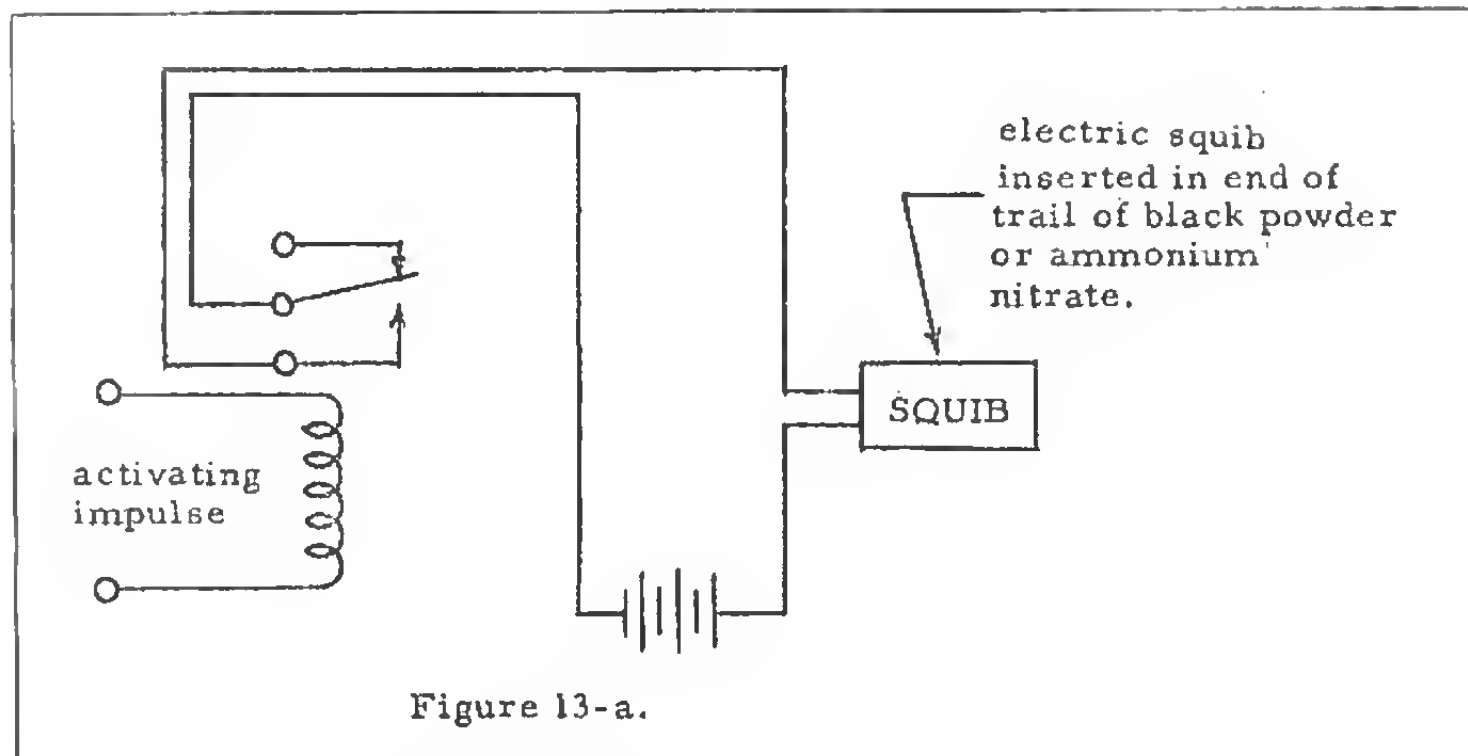 electric squib
inserted in end of
trail of black powder
or ammonium
nitrate.
SQUIB
activating
impulse
Figure 13-a.